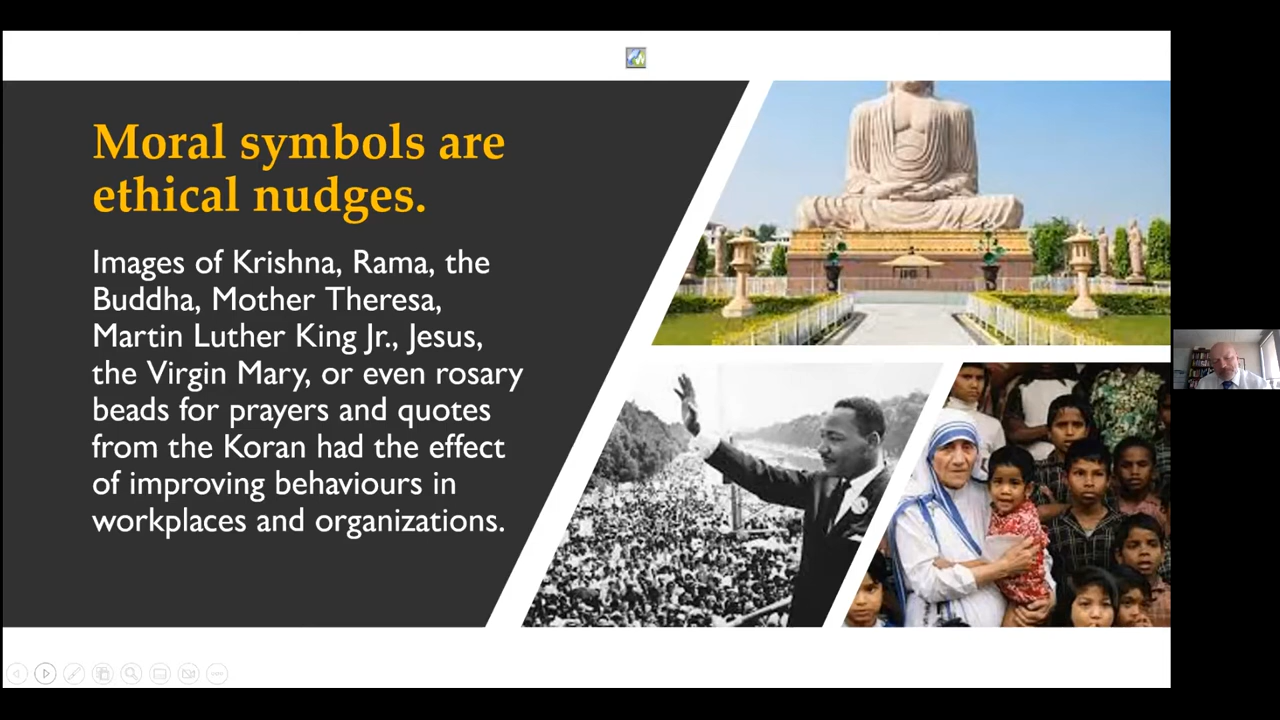 Moral symbols are
ethical nudges.
Images of Krishna, Rama, the
Buddha, Mother Theresa,
Martin Luther King Jr., Jesus,
the Virgin Mary, or even rosary
beads for prayers and quotes
from the Koran had the effect
of improving behaviours in
workplaces and organizations.